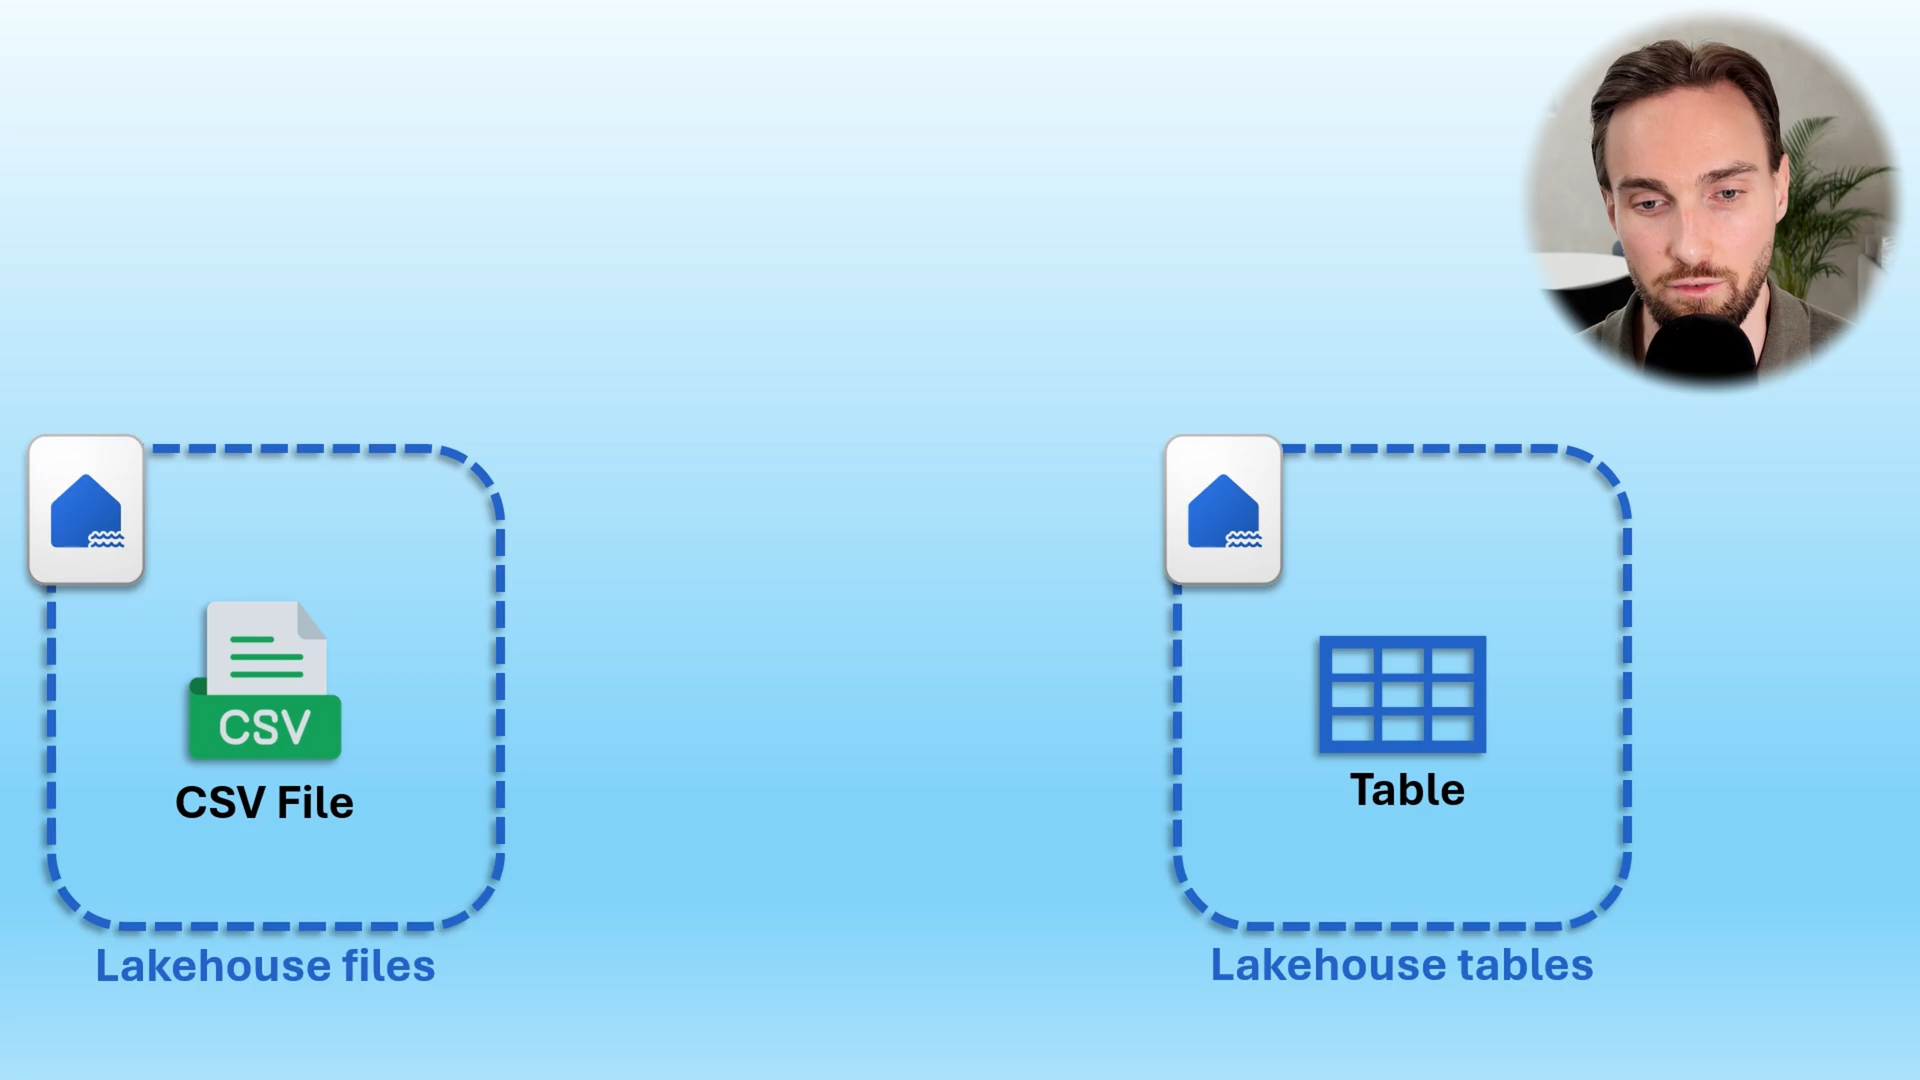 CSV
CSV File
Table
Lakehouse files
Lakehouse tables